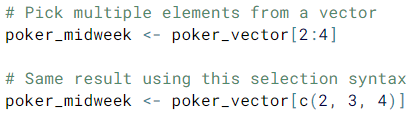 # Pick multiple elements from a vector
poker_midweek <- poker_vector[2:4]
# Same result using this selection syntax
poker_midweek <- poker_vector[c(2, 3, 4)]